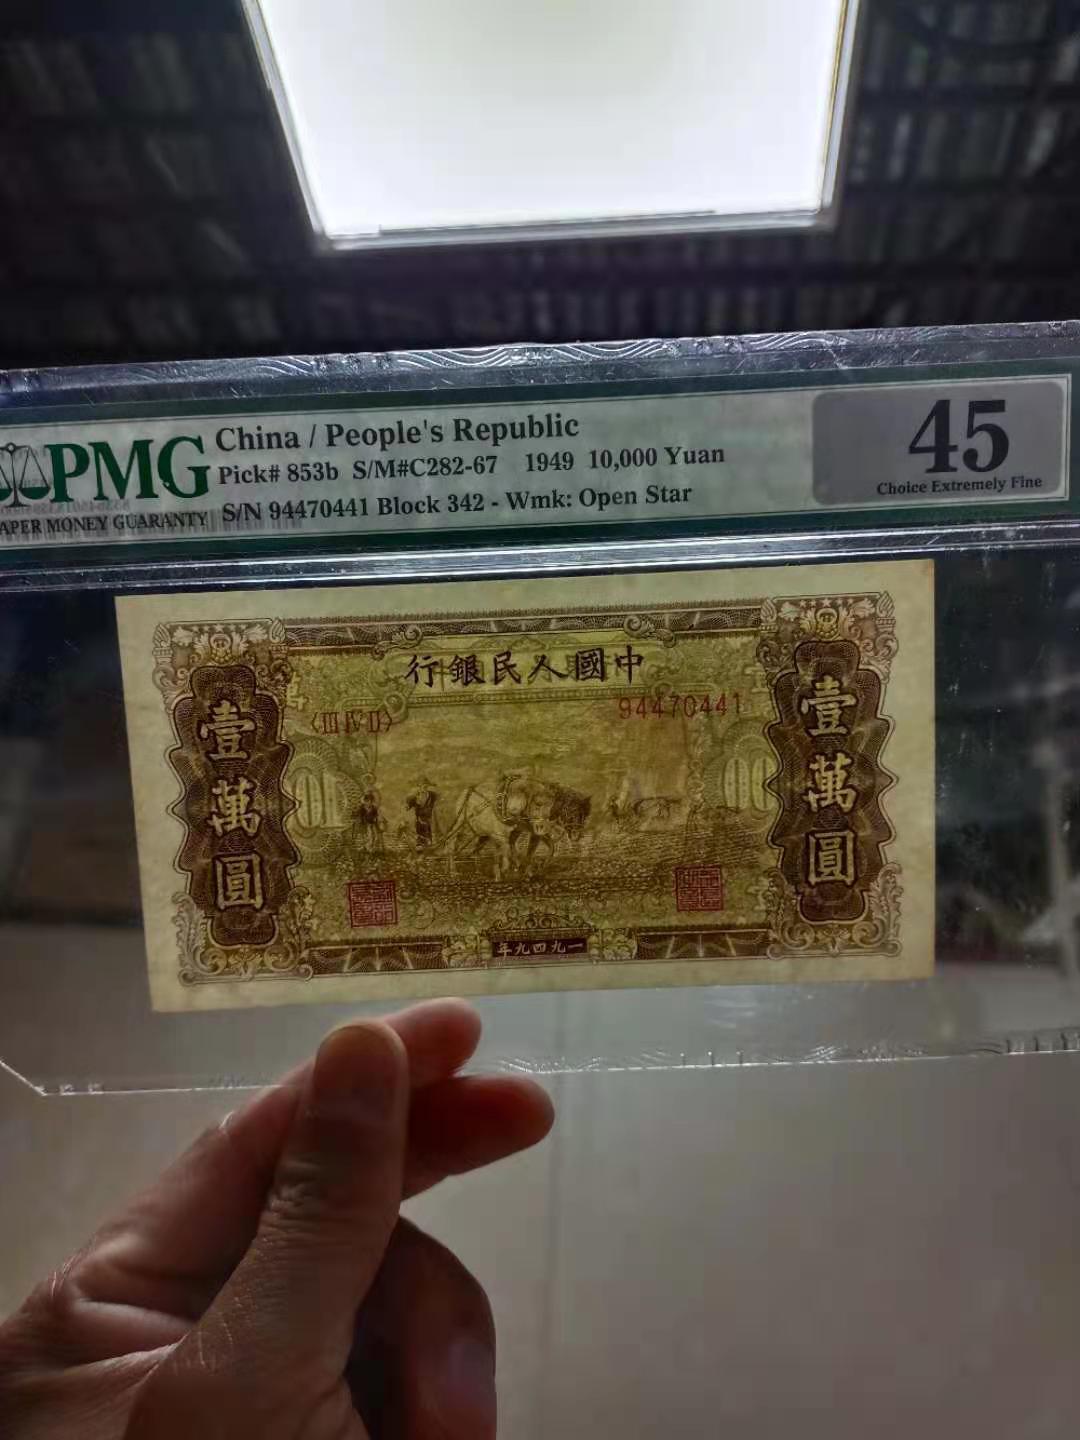 PMG
PAPER MONEY GUARANTY
China / People's Republic
Pick# 853b S/M#C282-67 1949 10,000 Yuan
S/N 94470441 Block 342 - Wmk: Open Star
45
Choice Extremely Fine
行銀民人國中
〈III IV II〉
94470441
壹萬圓
壹萬圓
年九四九一